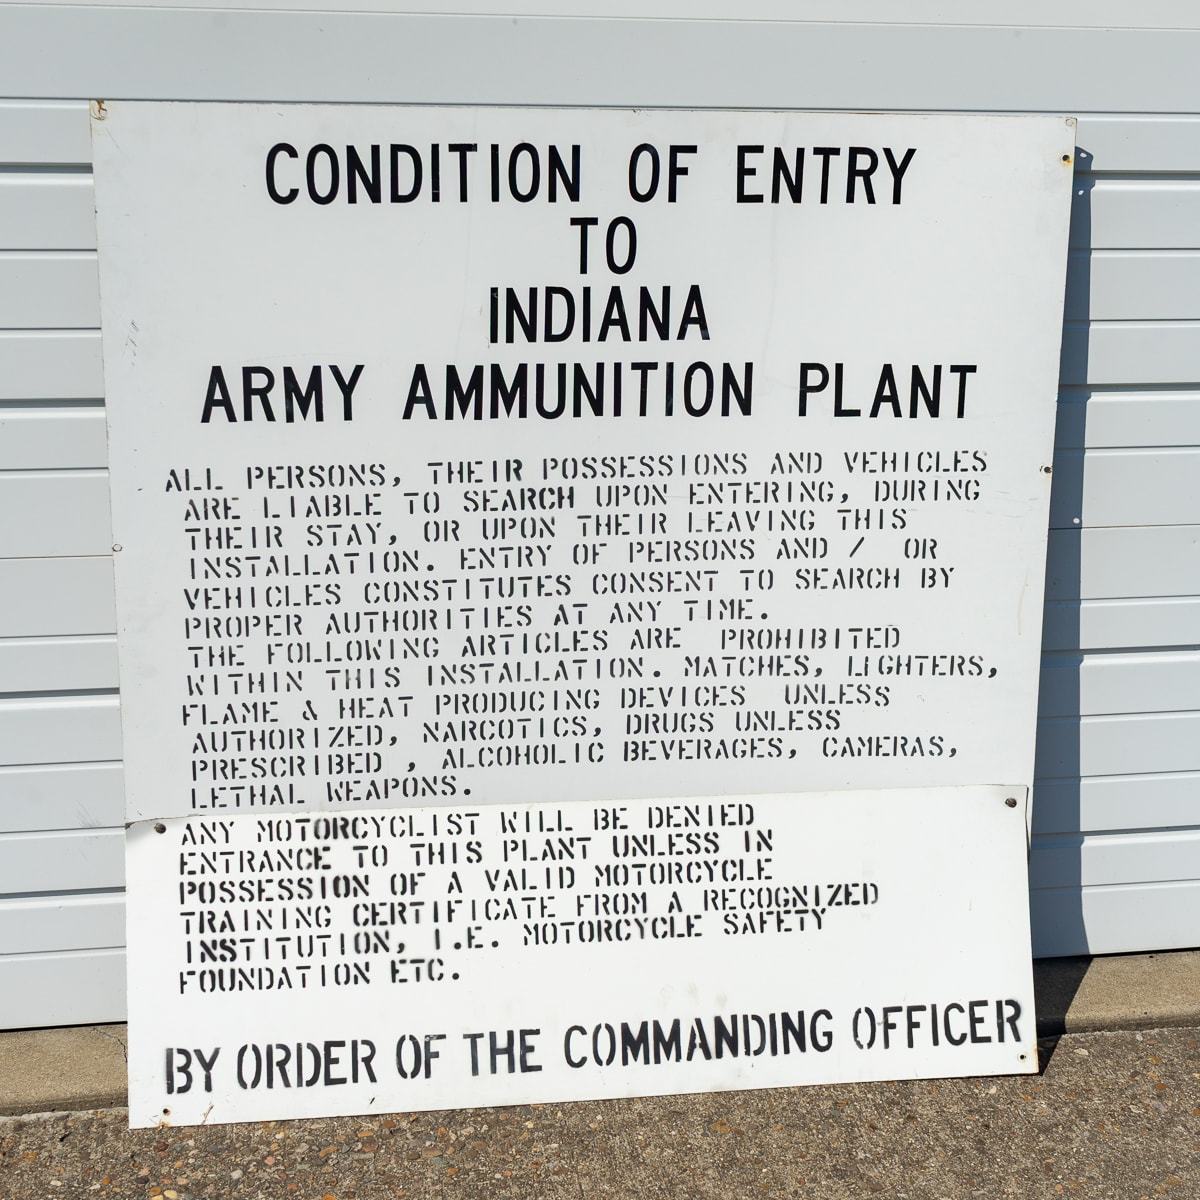 CONDITION OF ENTRY
TO
INDIANA
ARMY AMMUNITION PLANT
ALL PERSONS, THEIR POSSESSIONS AND VEHICLES
ARE LIABLE TO SEARCH UPON ENTERING, DURING
THEIR STAY, OR UPON THEIR LEAVING THIS
INSTALLATION. ENTRY OF PERSONS AND / OR
VEHICLES CONSTITUTES CONSENT TO SEARCH BY
PROPER AUTHORITIES AT ANY TIME.
THE FOLLOWING ARTICLES ARE PROHIBITED
WITHIN THIS INSTALLATION. MATCHES, LIGHTERS,
FLAME & HEAT PRODUCING DEVICES UNLESS
AUTHORIZED, NARCOTICS, DRUGS UNLESS
PRESCRIBED , ALCOHOLIC BEVERAGES, CAMERAS,
LETHAL WEAPONS.
ANY MOTORCYCLIST WILL BE DENIED
ENTRANCE TO THIS PLANT UNLESS IN
POSSESSION OF A VALID MOTORCYCLE
TRAINING CERTIFICATE FROM A RECOGNIZED
INSTITUTION, I.E. MOTORCYCLE SAFETY
FOUNDATION ETC.
BY ORDER OF THE COMMANDING OFFICER